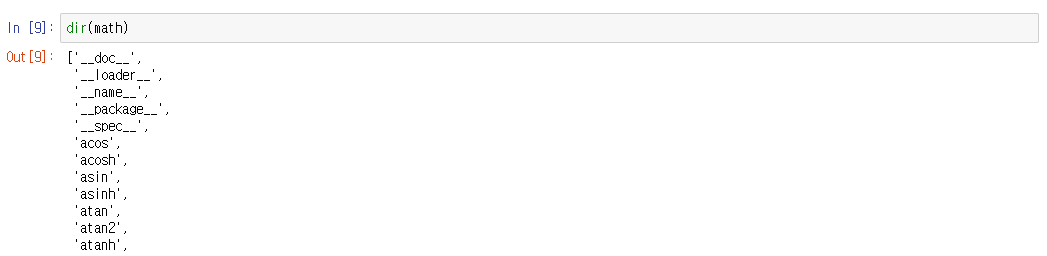 In [9]: dir(math)
Out[9]: ['__doc__',
'__loader__',
'__name__',
'__package__',
'__spec__',
'acos',
'acosh',
'asin',
'asinh',
'atan',
'atan2',
'atanh',